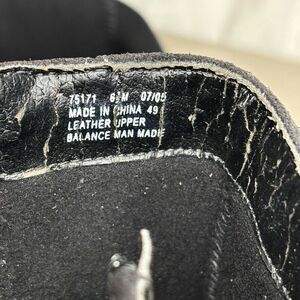 75171 6½M 07/05
MADE IN CHINA 49
LEATHER UPPER
BALANCE MAN MADE